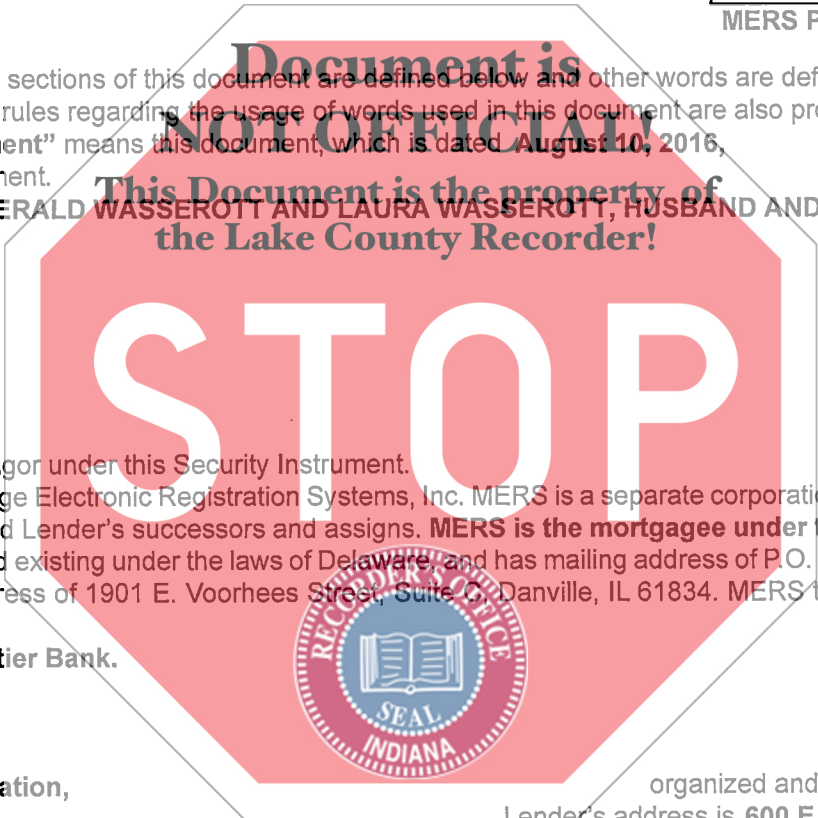 MERS P
Document is
sections of this document are defined below and other words are def
rules regarding the usage of words used in this document are also pro
NOT OFFICIAL!
ent” means this document, which is dated August 10, 2016,
ment.
This Document is the property of
ERALD WASSEROTT AND LAURA WASSEROTT, HUSBAND AND
the Lake County Recorder!
STOP
gor under this Security Instrument.
ge Electronic Registration Systems, Inc. MERS is a separate corporatio
d Lender's successors and assigns. MERS is the mortgagee under t
d existing under the laws of Delaware, and has mailing address of P.O.
ress of 1901 E. Voorhees Street, Suite C, Danville, IL 61834. MERS t
RECORDER'S OFFICE
tier Bank.
SEAL
INDIANA
ation,
organized and
Lender's address is 600 E